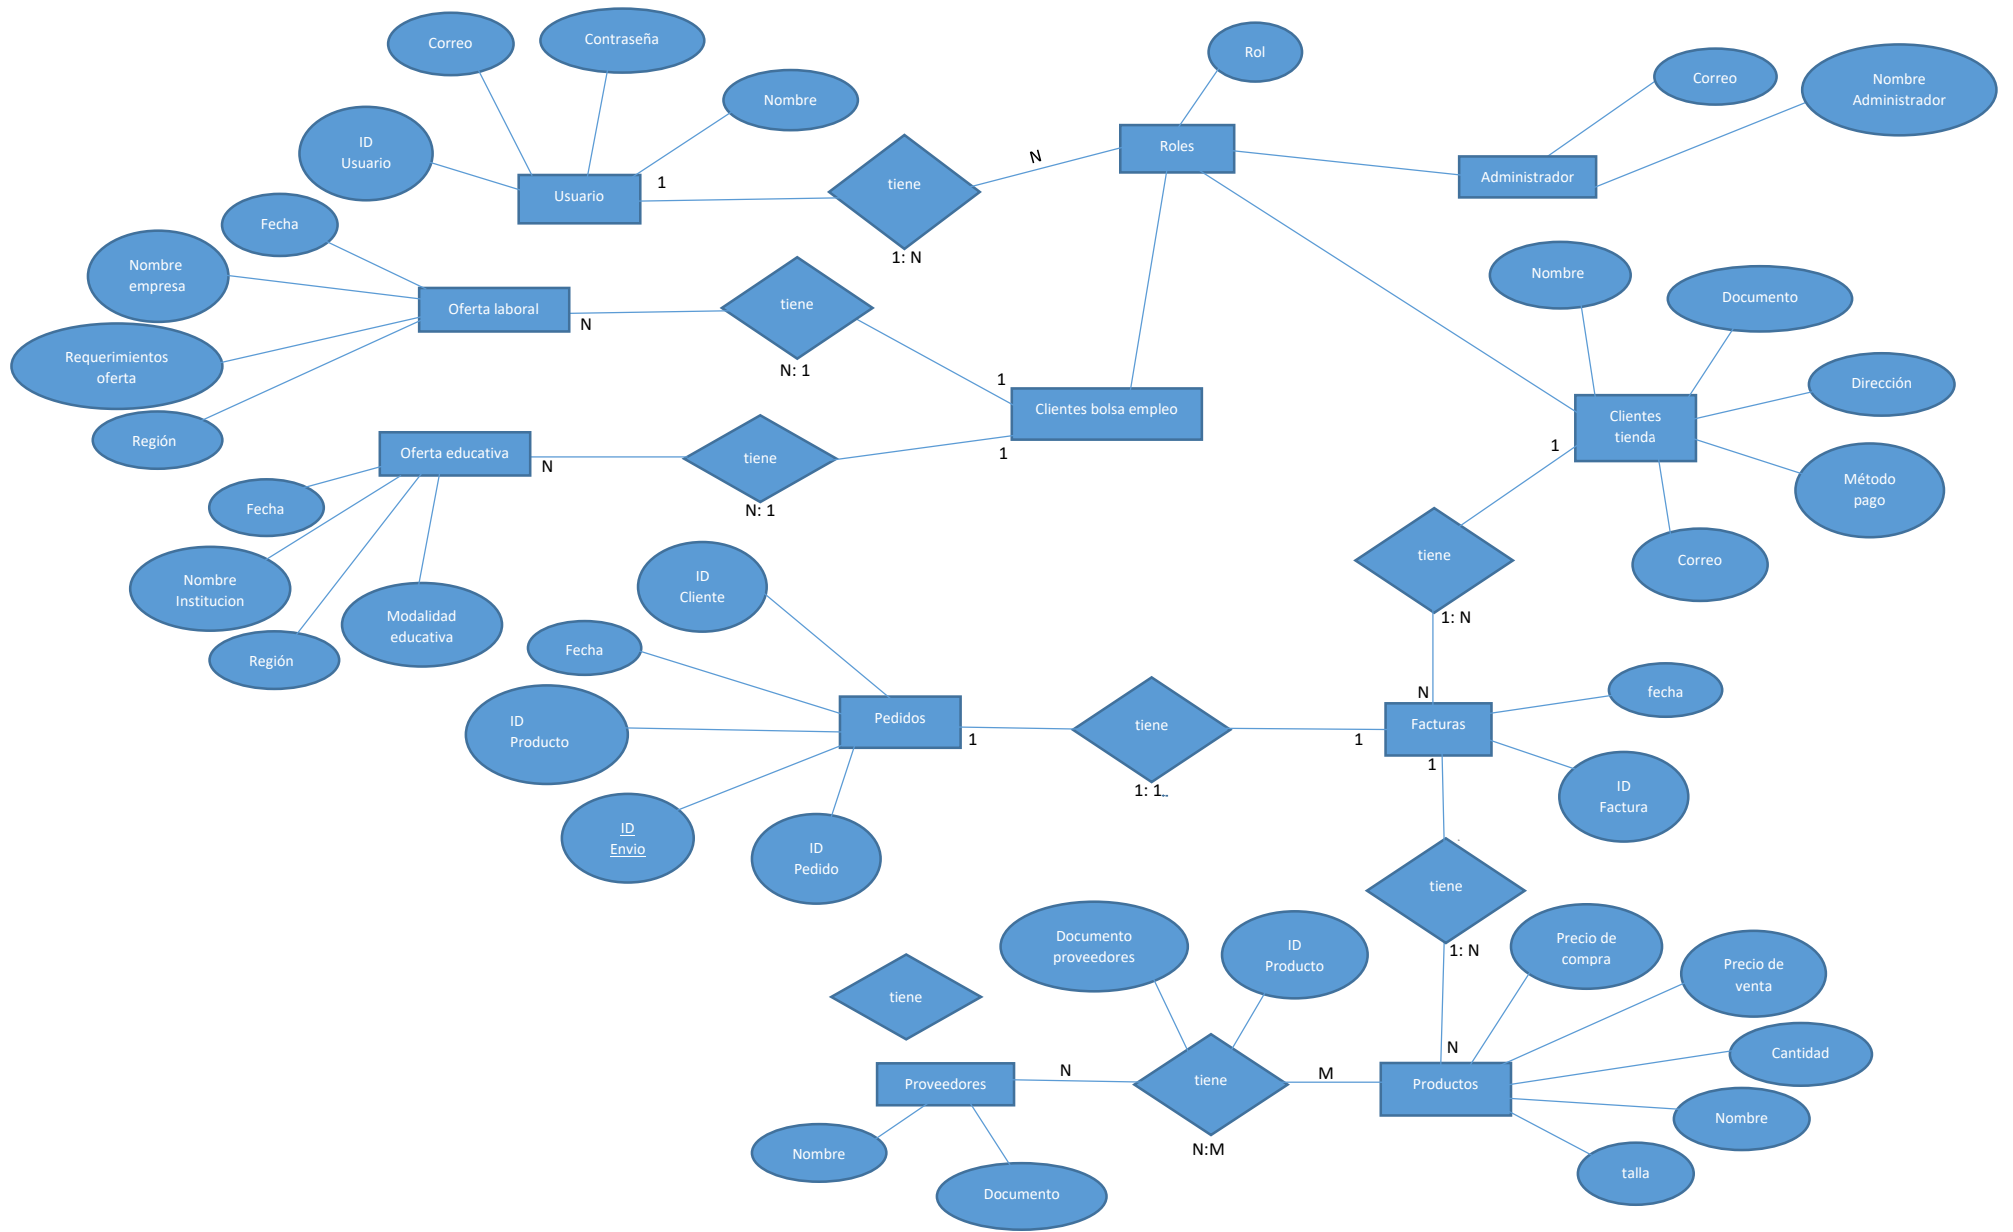 Correo
Contraseña
Nombre
ID
Usuario
Usuario
1
tiene
1: N
N
Rol
Roles
Correo
Nombre
Administrador
Administrador
Fecha
Nombre
empresa
Requerimientos
oferta
Región
Oferta laboral
N
tiene
N: 1
1
Clientes bolsa empleo
1
Oferta educativa
N
tiene
N: 1
Fecha
Nombre
Institucion
Región
Modalidad
educativa
Nombre
Documento
Dirección
Clientes
tienda
Método
pago
Correo
1
tiene
1: N
N
ID
Cliente
Fecha
ID
Producto
ID
Envio
ID
Pedido
Pedidos
1
tiene
1: 1..
1
Facturas
1
fecha
ID
Factura
tiene
1: N
N
Documento
proveedores
ID
Producto
Precio de
compra
Precio de
venta
Cantidad
Nombre
talla
Productos
M
tiene
N:M
N
tiene
Proveedores
Nombre
Documento